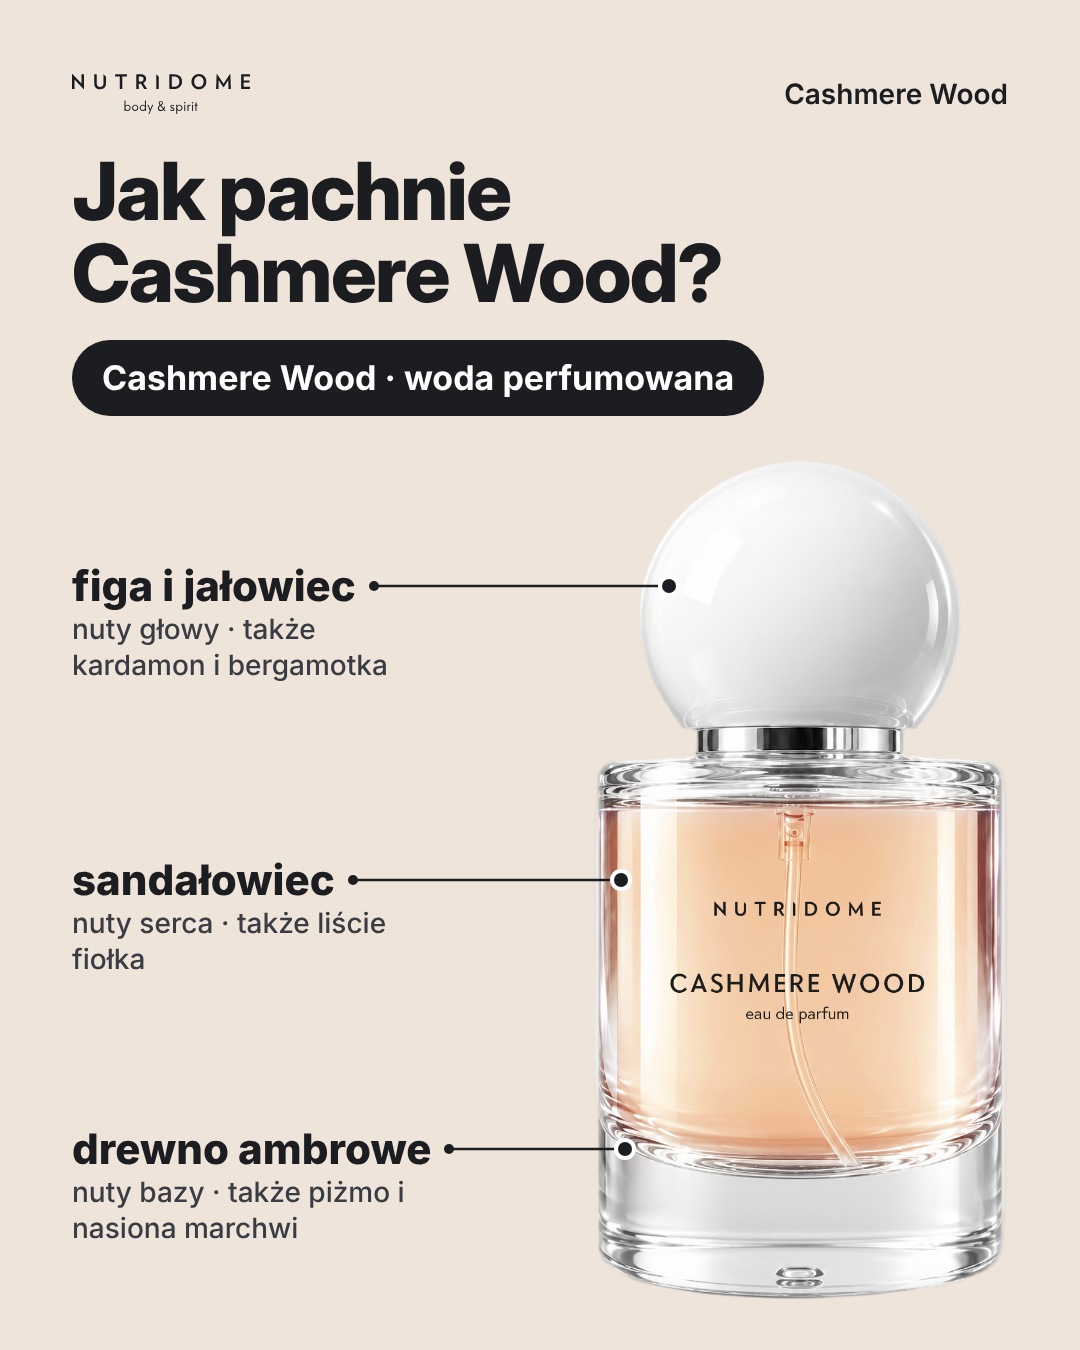 NUTRIDOME
body & spirit
Cashmere Wood
Jak pachnie
Cashmere Wood?
Cashmere Wood · woda perfumowana
figa i jałowiec
nuty głowy · także
kardamon i bergamotka
sandałowiec
nuty serca · także liście
fiołka
NUTRIDOME
CASHMERE WOOD
eau de parfum
drewno ambrowe
nuty bazy · także piżmo i
nasiona marchwi